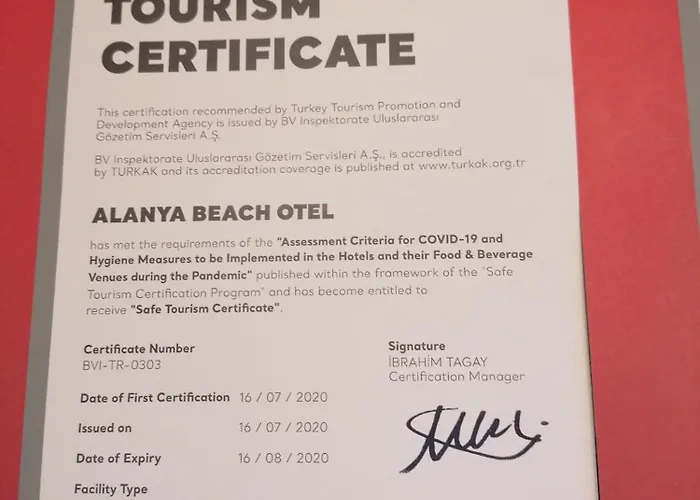 TOURISM
CERTIFICATE
This certification recommended by Turkey Tourism Promotion and
Development Agency is issued by BV Inspektorate Uluslararası
Gözetim Servisleri A.Ş.
BV Inspektorate Uluslararası Gözetim Servisleri A.Ş., is accredited
by TURKAK and its accreditation coverage is published at www.turkak.org.tr
ALANYA BEACH OTEL
has met the requirements of the "Assessment Criteria for COVID-19 and
Hygiene Measures to be Implemented in the Hotels and their Food & Beverage
Venues during the Pandemic" published within the framework of the "Safe
Tourism Certification Program" and has become entitled to
receive "Safe Tourism Certificate".
Certificate Number
BVI-TR-0303
Signature
İBRAHİM TAGAY
Certification Manager
Date of First Certification 16 / 07 / 2020
Issued on 16 / 07 / 2020
Date of Expiry 16 / 08 / 2020
Facility Type